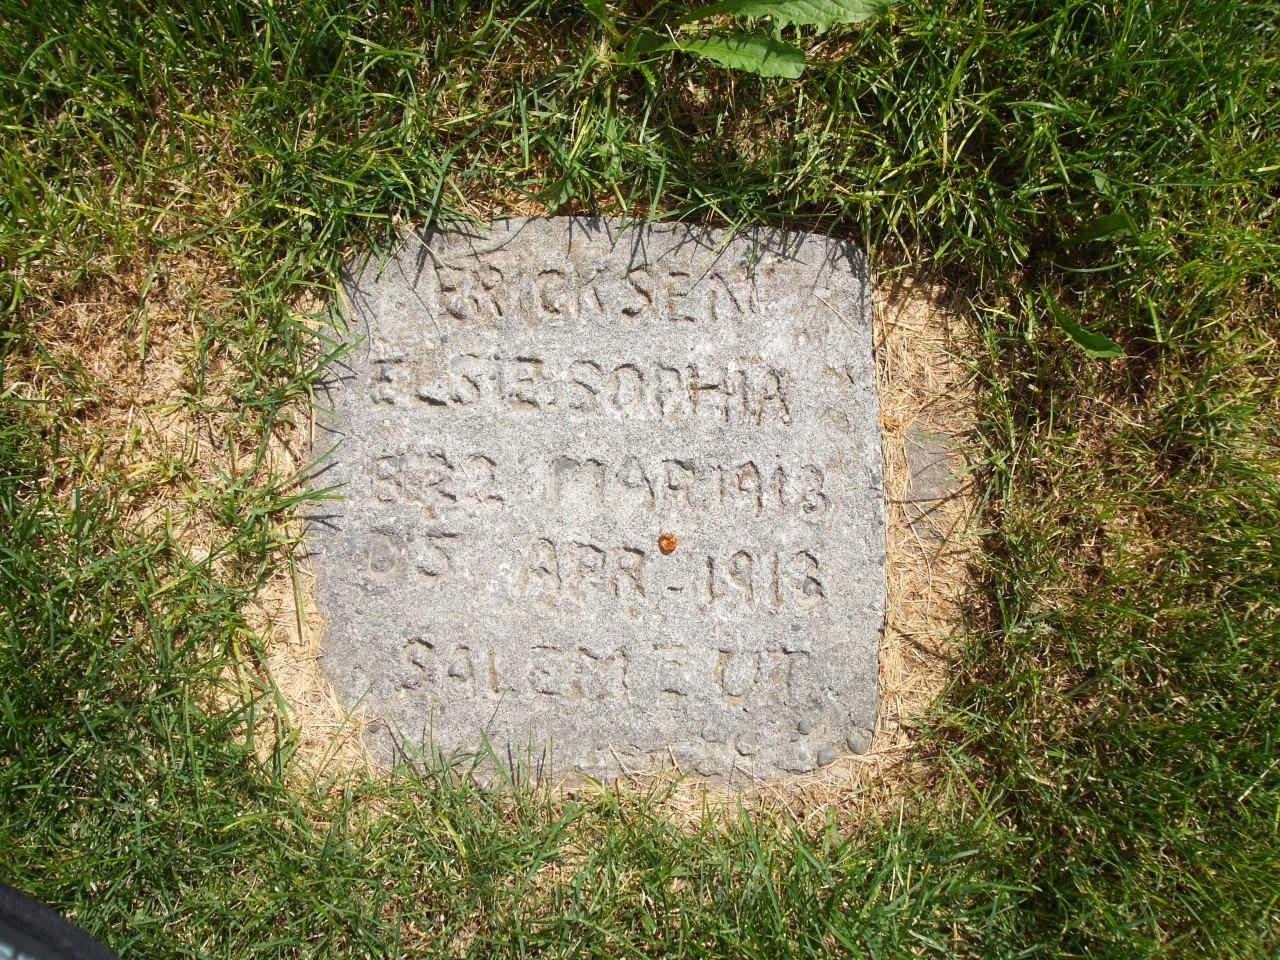 ERICKSEN
ELSIE SOPHIA
B 22 MAR 1913
D 5 APR - 1913
SALEM UT